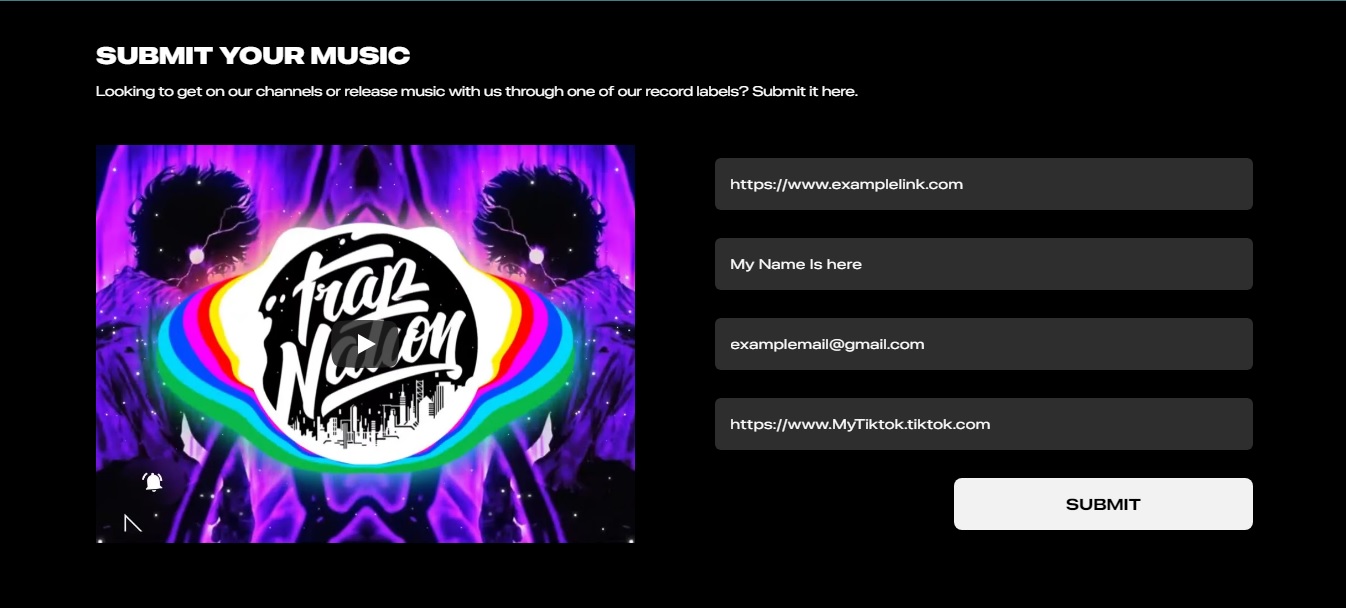 SUBMIT YOUR MUSIC
Looking to get on our channels or release music with us through one of our record labels? Submit it here.
trap
Nation
https://www.examplelink.com
My Name Is here
examplemail@gmail.com
https://www.MyTiktok.tiktok.com
SUBMIT